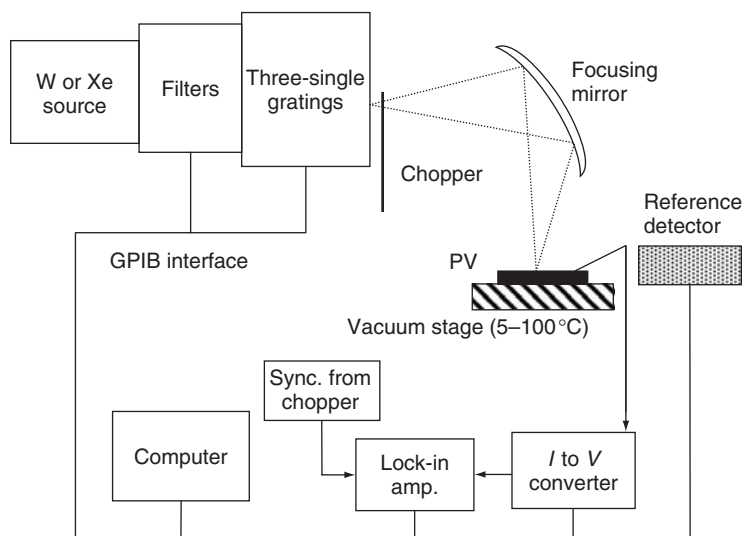 W or Xe
source
Filters
Three-single
gratings
Focusing
mirror
Chopper
Reference
detector
GPIB interface
PV
Vacuum stage (5–100°C)
Sync. from
chopper
Computer
Lock-in
amp.
I to V
converter